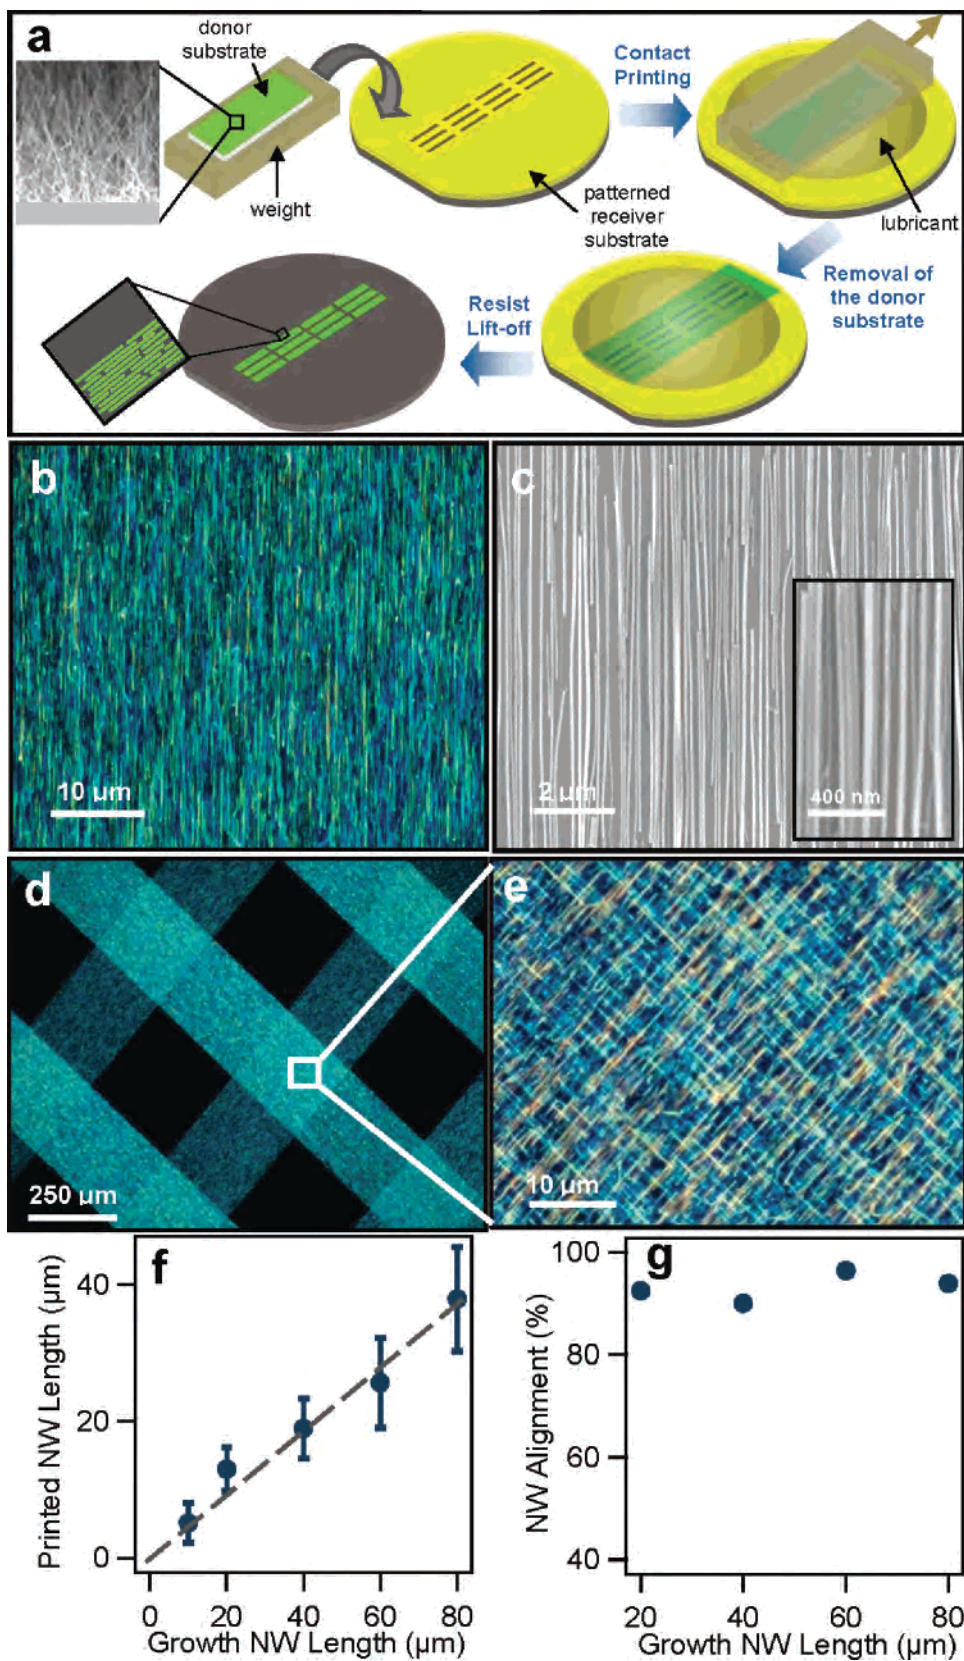 a
donor
substrate
weight
patterned
receiver
substrate
Contact
Printing
lubricant
Removal of
the donor
substrate
Resist
Lift-off
b
10 µm
c
2 µm
400 nm
d
250 µm
e
10 µm
f
Printed NW Length (µm)
40
20
0
0 20 40 60 80
Growth NW Length (µm)
g
NW Alignment (%)
100
80
60
40
20 40 60 80
Growth NW Length (µm)